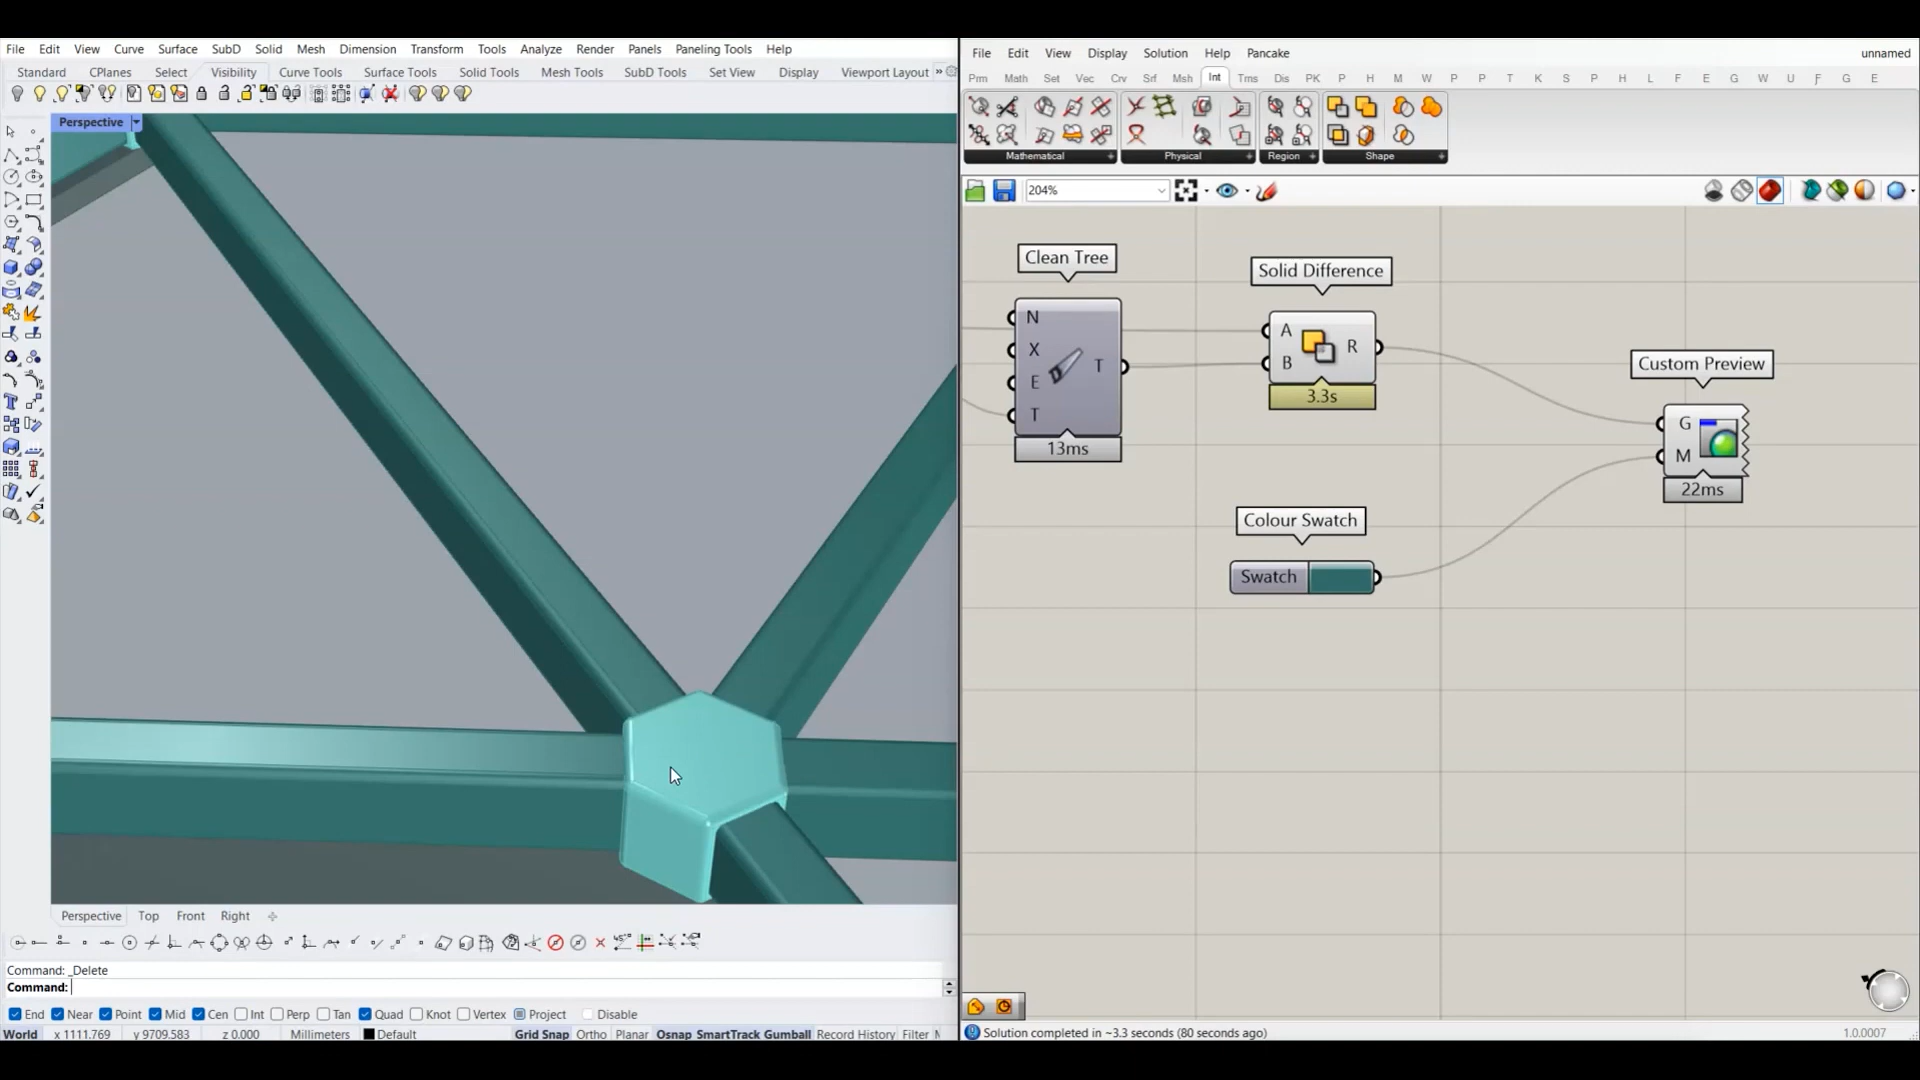 File Edit View Curve Surface SubD Solid Mesh Dimension Transform Tools Analyze Render Panels Paneling Tools Help
Standard CPlanes Select Visibility Curve Tools Surface Tools Solid Tools Mesh Tools SubD Tools Set View Display Viewport Layout »
Perspective
Perspective Top Front Right
Command: _Delete
Command:
End Near Point Mid Cen Int Perp Tan Quad Knot Vertex Project Disable
World x 1111.769 y 9709.583 z 0.000 Millimeters Default Grid Snap Ortho Planar Osnap SmartTrack Gumball Record History Filter
File Edit View Display Solution Help Pancake unnamed
Prm Math Set Vec Crv Srf Msh Int Trns Dis PK P H M W P P T K S P H L F E G W U F G E
Mathematical Physical Region Shape
204%
Clean Tree
N
X
E
T
T
13ms
Solid Difference
A
B
R
3.3s
Custom Preview
G
M
22ms
Colour Swatch
Swatch
Solution completed in ~3.3 seconds (80 seconds ago) 1.0.0007